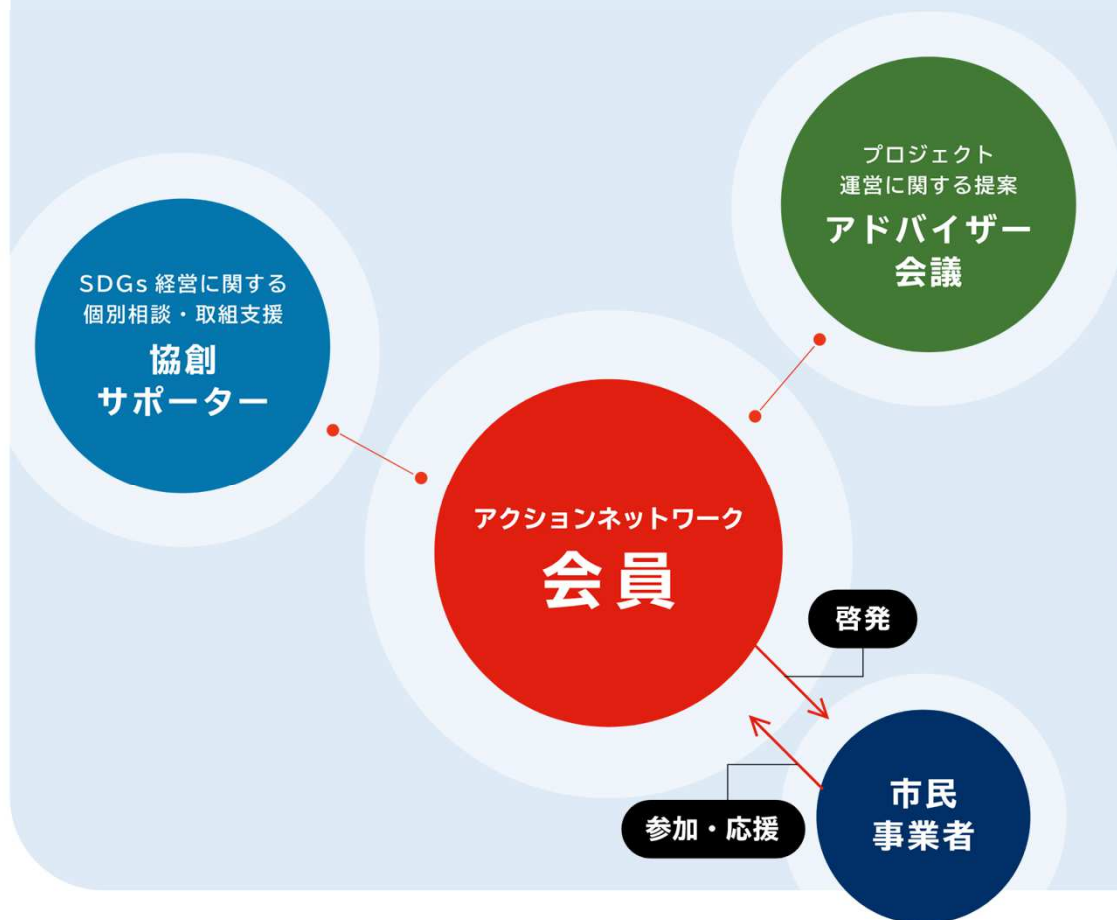 プロジェクト
運営に関する提案
アドバイザー
会議
SDGs 経営に関する
個別相談・取組支援
協創
サポーター
アクションネットワーク
会員
啓発
参加・応援
市民
事業者